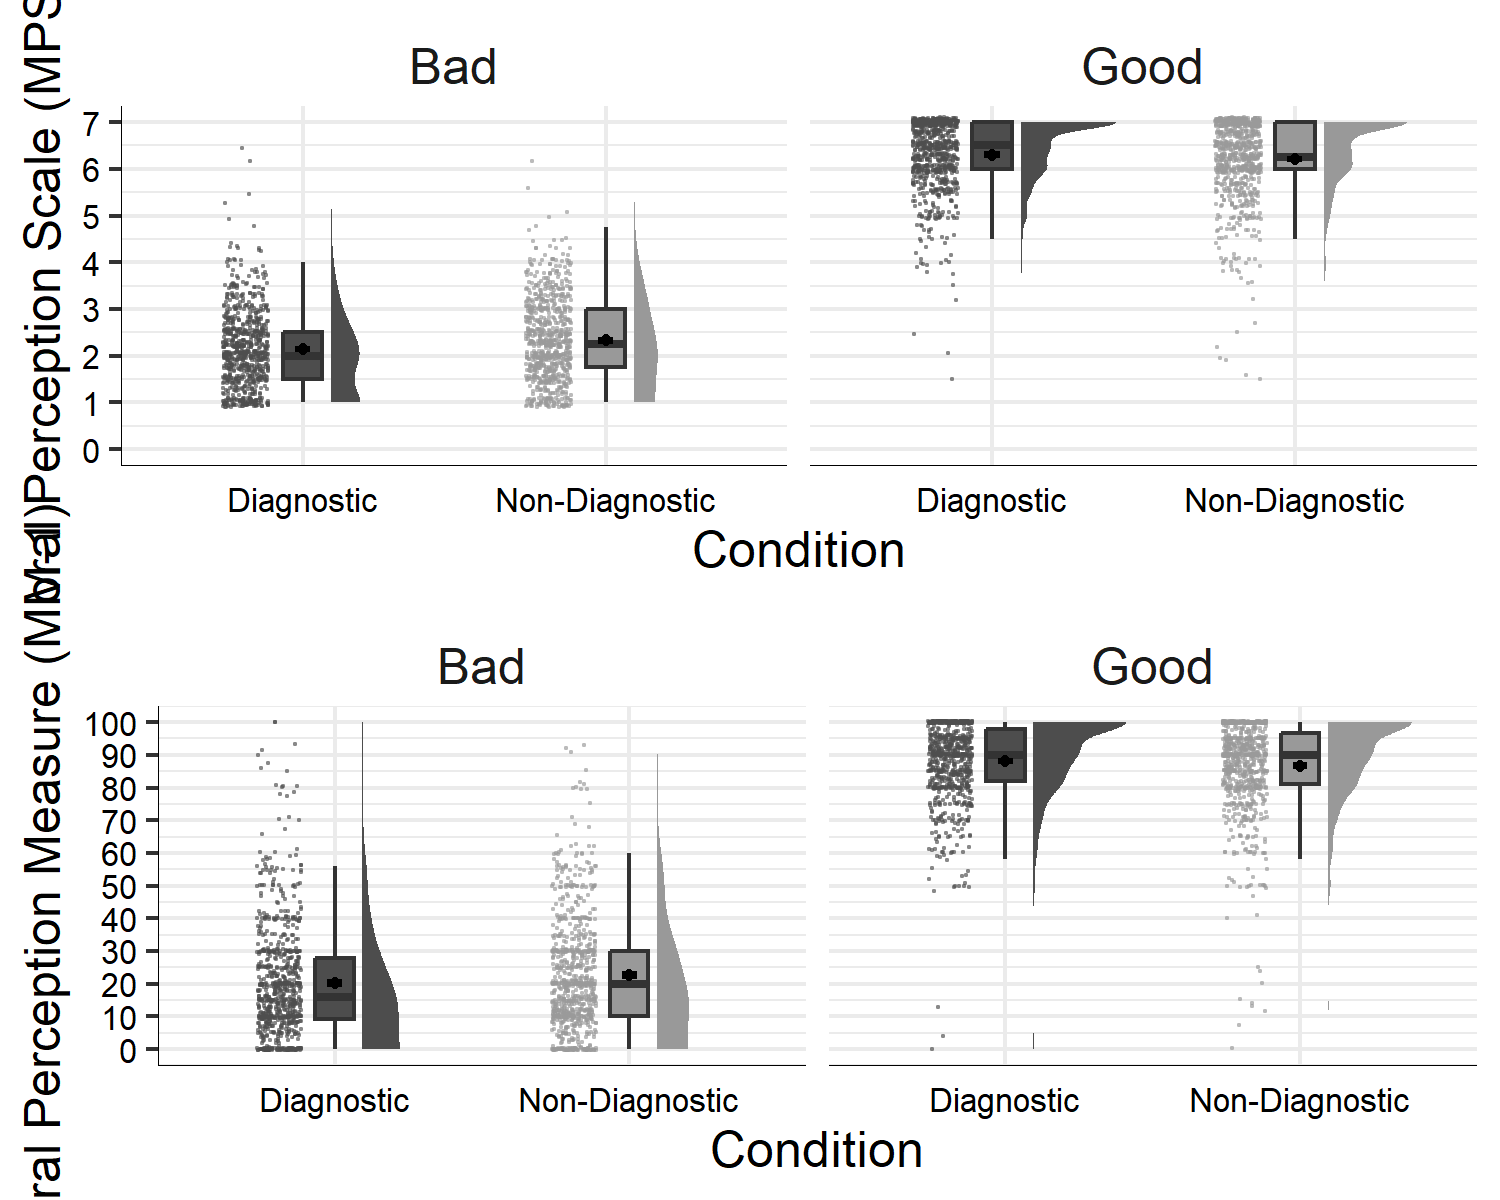 Moral Perception Scale (MPS
Bad
Good
7
6
5
4
3
2
1
0
Diagnostic
Non-Diagnostic
Diagnostic
Non-Diagnostic
Condition
ral Perception Measure (M
Bad
Good
100
90
80
70
60
50
40
30
20
10
0
Diagnostic
Non-Diagnostic
Diagnostic
Non-Diagnostic
Condition